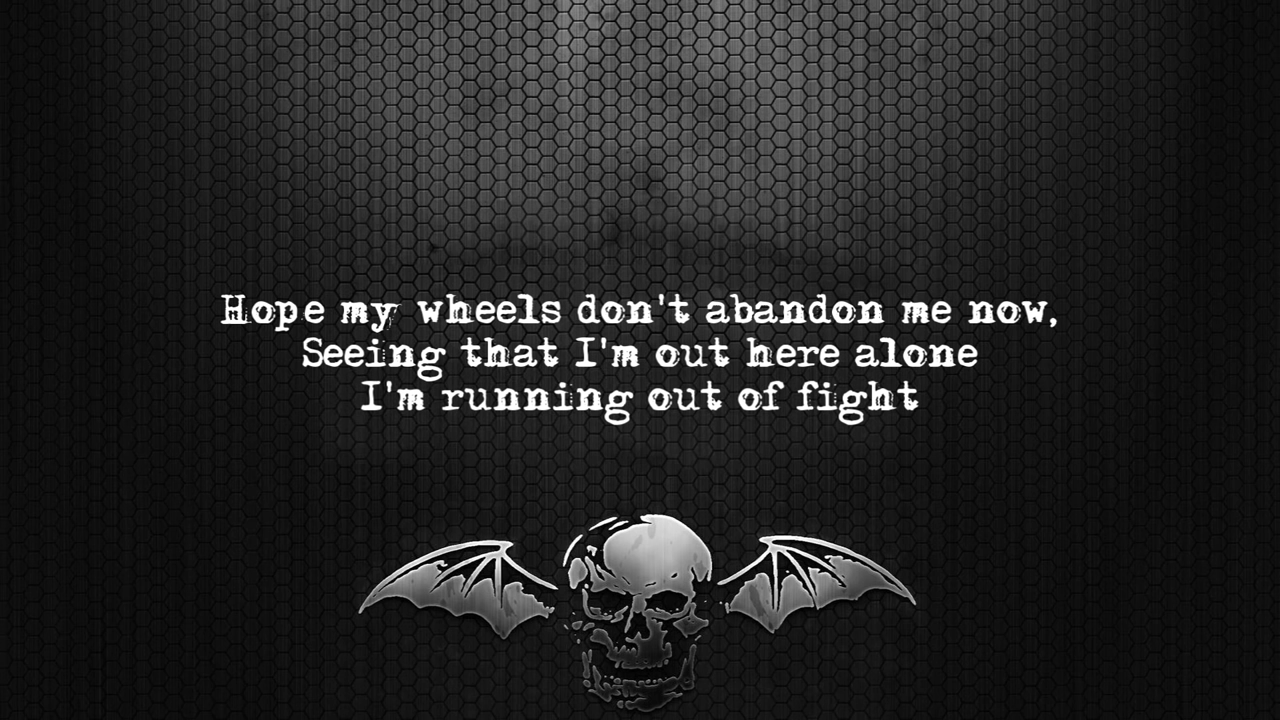 Hope my wheels don't abandon me now,
Seeing that I'm out here alone
I'm running out of fight